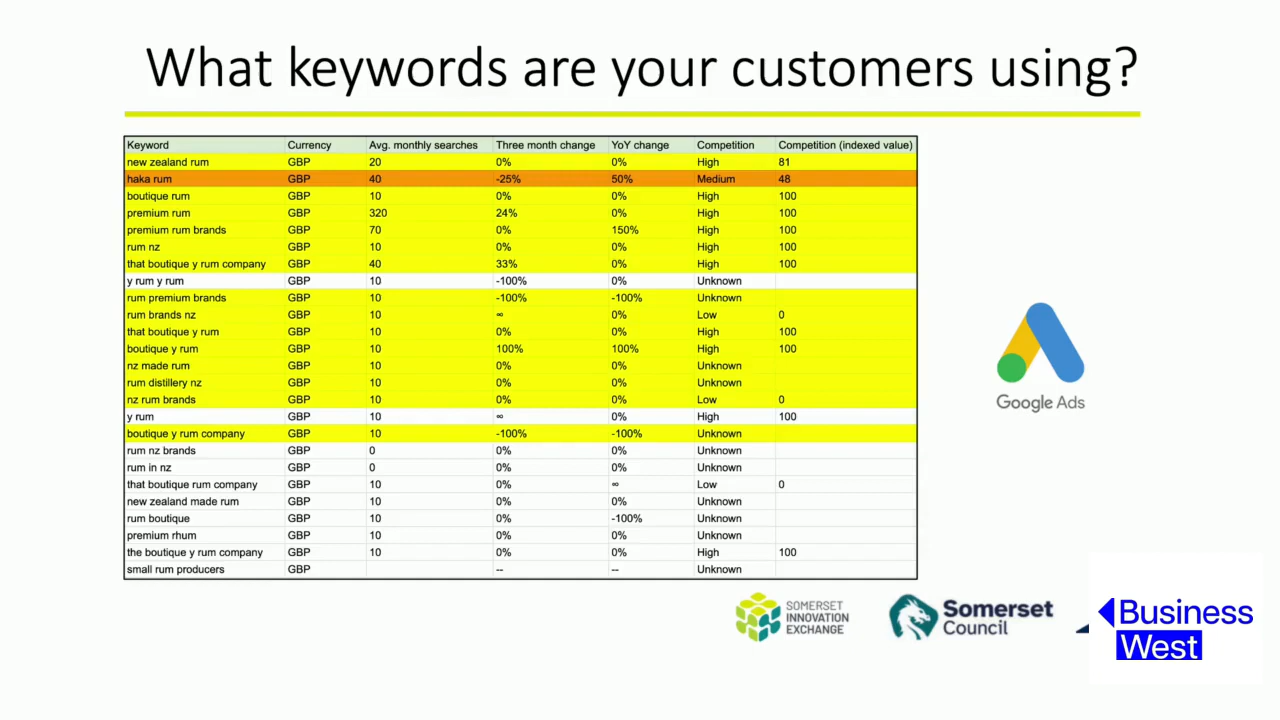 What keywords are your customers using?
Keyword Currency Avg. monthly searches Three month change YoY change Competition Competition (indexed value)
new zealand rum GBP 20 0% 0% High 81
haka rum GBP 40 -25% 50% Medium 48
boutique rum GBP 10 0% 0% High 100
premium rum GBP 320 24% 0% High 100
premium rum brands GBP 70 0% 150% High 100
rum nz GBP 10 0% 0% High 100
that boutique y rum company GBP 40 33% 0% High 100
y rum y rum GBP 10 -100% 0% Unknown
rum premium brands GBP 10 -100% -100% Unknown
rum brands nz GBP 10 ∞ 0% Low 0
that boutique y rum GBP 10 0% 0% High 100
boutique y rum GBP 10 100% 100% High 100
nz made rum GBP 10 0% 0% Unknown
rum distillery nz GBP 10 0% 0% Unknown
nz rum brands GBP 10 0% 0% Low 0
y rum GBP 10 ∞ 0% High 100
boutique y rum company GBP 10 -100% -100% Unknown
rum nz brands GBP 0 0% 0% Unknown
rum in nz GBP 0 0% 0% Unknown
that boutique rum company GBP 10 0% ∞ Low 0
new zealand made rum GBP 10 0% 0% Unknown
rum boutique GBP 10 0% -100% Unknown
premium rhum GBP 10 0% 0% Unknown
the boutique y rum company GBP 10 0% 0% High 100
small rum producers GBP -- -- Unknown
Google Ads
SOMERSET
INNOVATION
EXCHANGE
Somerset
Council
Business
West